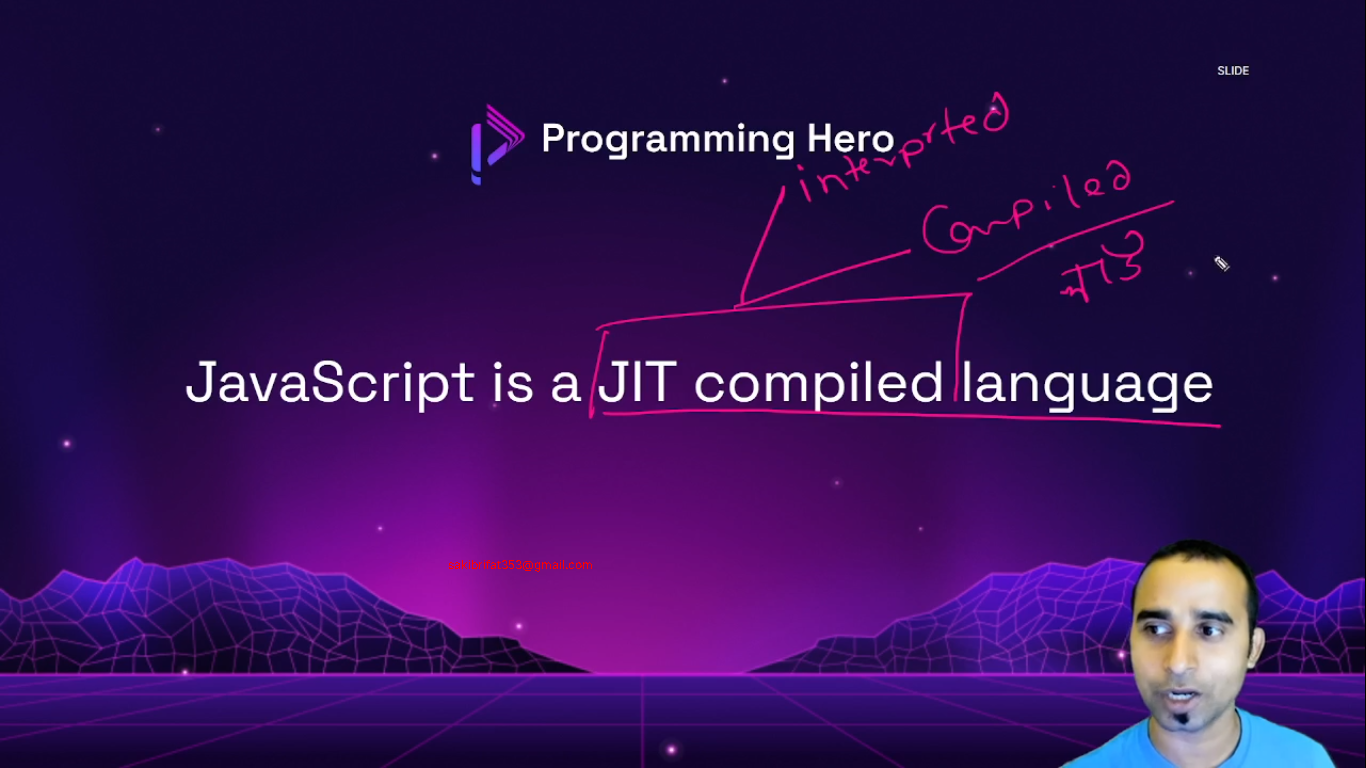 SLIDE
Programming Hero
interprted
Compiled
JavaScript is a JIT compiled language